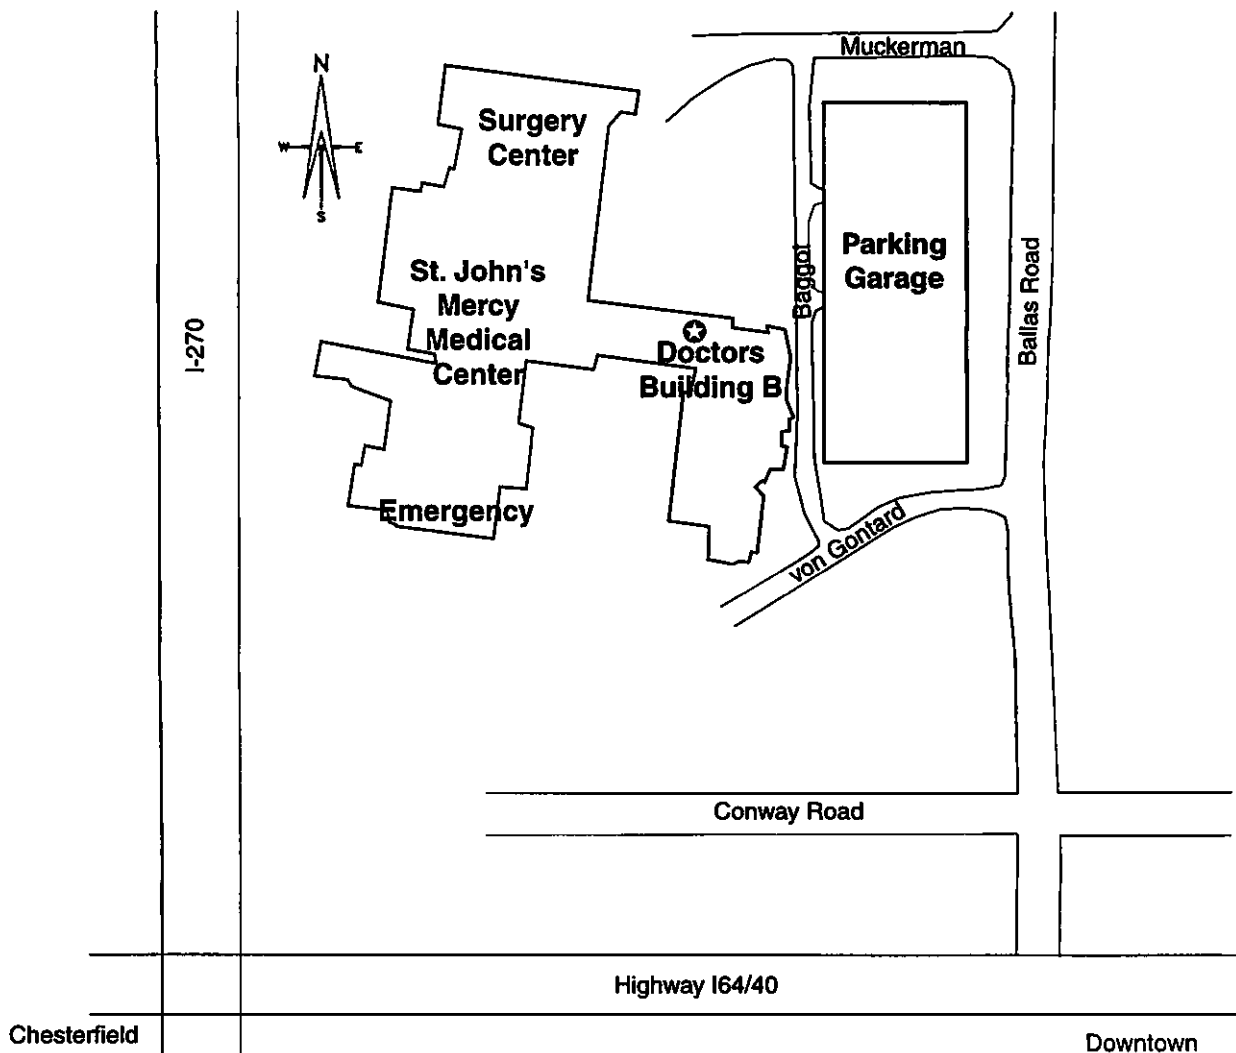 Muckerman
N
W
E
S
Surgery
Center
Parking
Garage
Baggot
Ballas Road
St. John's
Mercy
Medical
Center
I-270
Doctors
Building B
Emergency
von Gontard
Conway Road
Highway I64/40
Chesterfield
Downtown